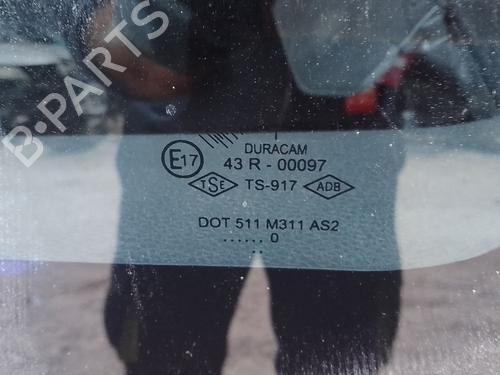 B-PARTS
DURACAM
E17 43 R - 00097
TSE TS-917 ADB
DOT 511 M311 AS2
...... 0
..